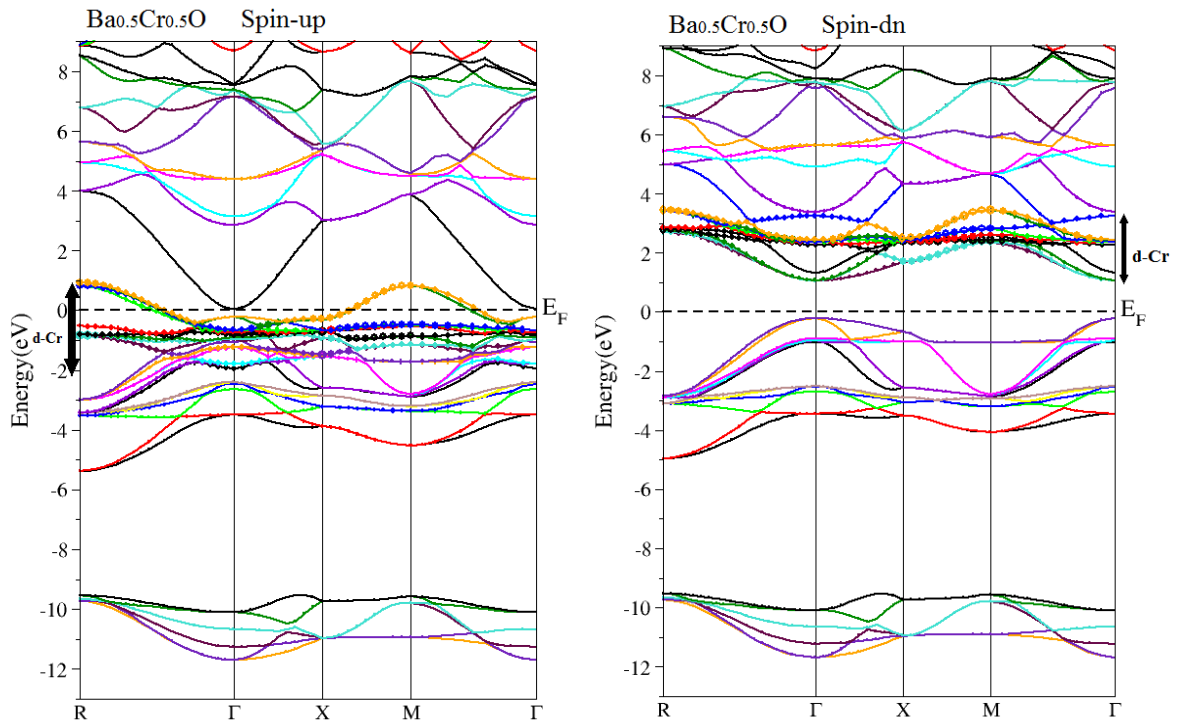 Ba0.5Cr0.5O Spin-up
Energy(eV)
8
6
4
2
0
-2
-4
-6
-8
-10
-12
d-Cr
EF
R Γ X M Γ
Ba0.5Cr0.5O Spin-dn
Energy(eV)
8
6
4
2
0
-2
-4
-6
-8
-10
-12
d-Cr
EF
R Γ X M Γ